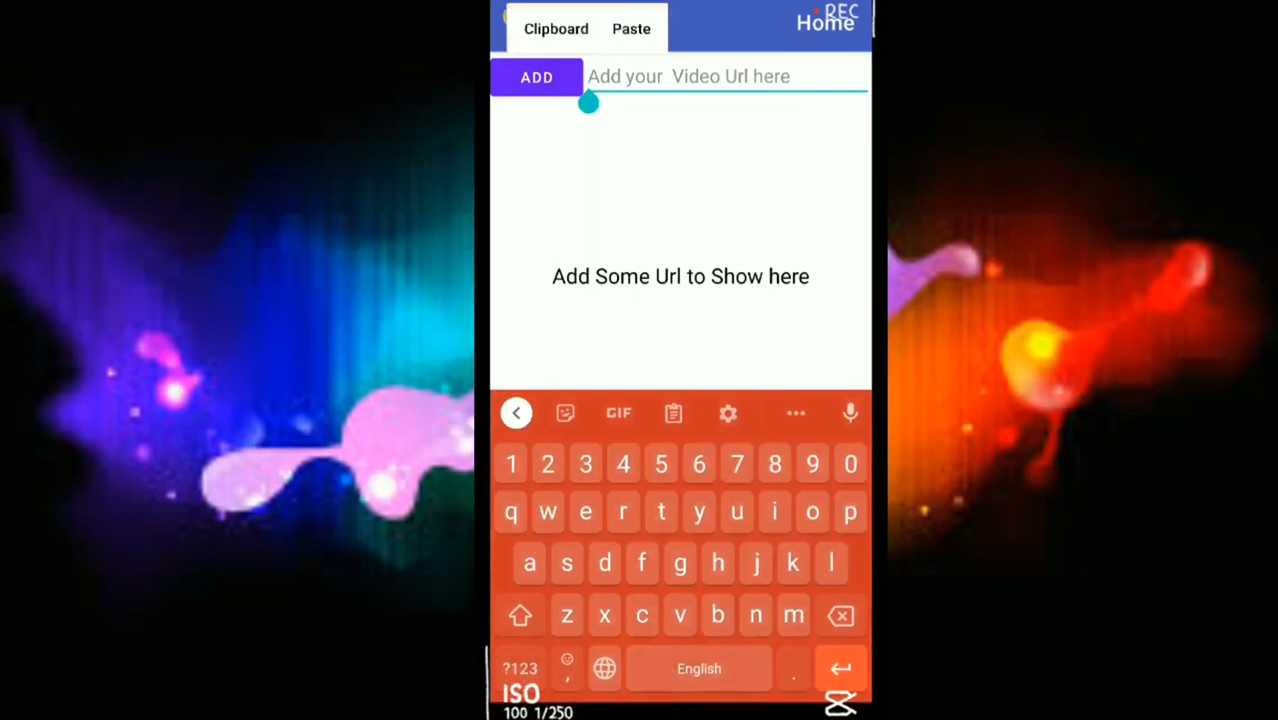 Clipboard Paste
REC
Home
ADD
Add your  Video Url here
Add Some Url to Show here
GIF
1 2 3 4 5 6 7 8 9 0
q w e r t y u i o p
a s d f g h j k l
z x c v b n m
?123 , English .
ISO
100 1/250